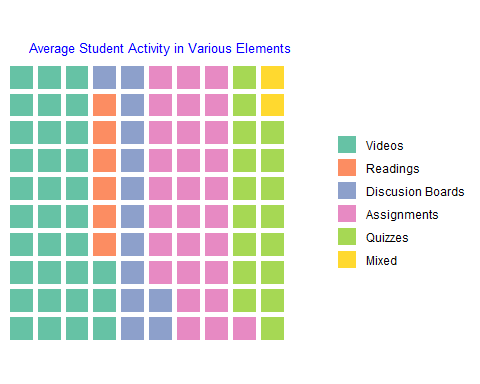 Average Student Activity in Various Elements
Videos
Readings
Discusion Boards
Assignments
Quizzes
Mixed